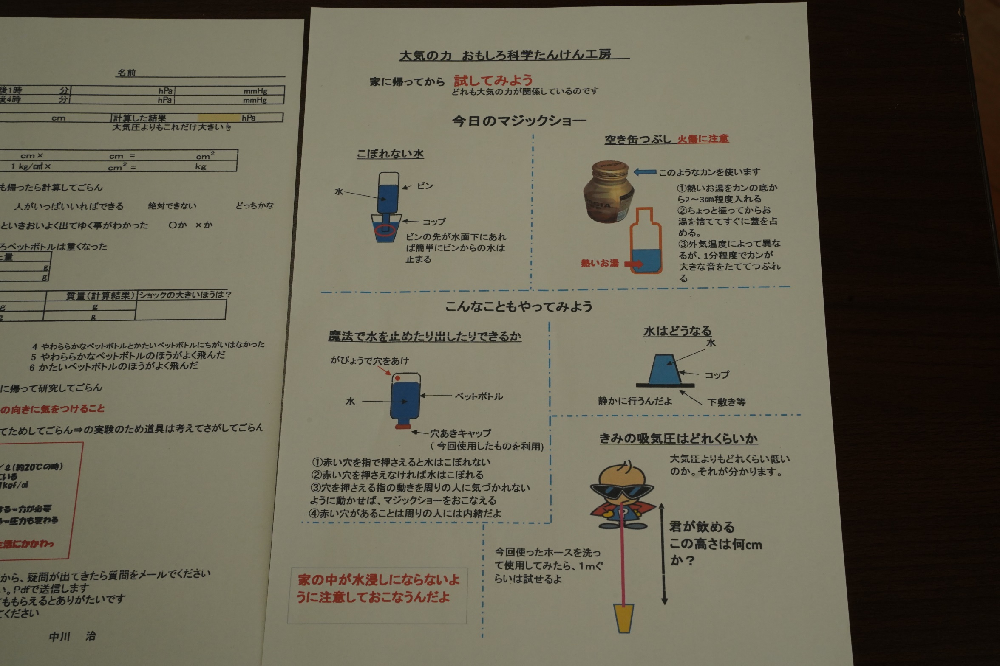 名前
後1時 分 hPa mmHg
後4時 分 hPa mmHg
cm 計算した結果 hPa
大気圧よりもこれだけ大きい
cm × cm = cm²
1 kg/c㎡× cm² = kg
も帰ったら計算してごらん
人がいっぱいいればできる 絶対できない どっちかな
といきおいよく出てゆく事がわかった ○か ×か
ろペットボトルは重くなった
量
g
g
質量(計算結果) ショックの大きいほうは?
g g
g g
4 やわららかなペットボトルとかたいペットボトルにちがいはなかった
5 やわららかなペットボトルのほうがよく飛んだ
6 かたいペットボトルのほうがよく飛んだ
に帰って研究してごらん
の向きに気をつけること
てためしてごらん⇒の実験のため道具は考えてさがしてごらん
/ℓ(約20℃の時)
ている
1kgf/c㎡
する=力が必要
る=圧力も変わる
生活にかかわっ
から、疑問が出てきたら質問をメールでください
い。Pdfで送信します
てももらえるとありがたいです
てください
中川 治
大気の力 おもしろ科学たんけん工房
家に帰ってから 試してみよう
どれも大気の力が関係しているのです
今日のマジックショー
こぼれない水
水
ビン
コップ
ビンの先が水面下にあれ
ば簡単にビンからの水は
止まる
空き缶つぶし 火傷に注意
このようなカンを使います
①熱いお湯をカンの底か
ら2～3㎝程度入れる
②ちょっと振ってからお
湯を捨ててすぐに蓋を占
める。
③外気温度によって異な
るが、1分程度でカンが
大きな音をたててつぶれ
る
熱いお湯
こんなこともやってみよう
魔法で水を止めたり出したりできるか
がびょうで穴をあけ
水
ペットボトル
穴あきキャップ
(今回使用したものを利用)
①赤い穴を指で押さえると水はこぼれない
②赤い穴を押さえなければ水はこぼれる
③穴を押さえる指の動きを周りの人に気づかれない
ように動かせば、マジックショーをおこなえる
④赤い穴があることは周りの人には内緒だよ
水はどうなる
水
コップ
静かに行うんだよ
下敷き等
きみの吸気圧はどれくらいか
大気圧よりもどれくらい低い
のか。それが分かります。
君が飲める
この高さは何cm
か?
今回使ったホースを洗っ
て使用してみたら、1mぐ
らいは試せるよ
家の中が水浸しにならないよ
うに注意しておこなうんだよ